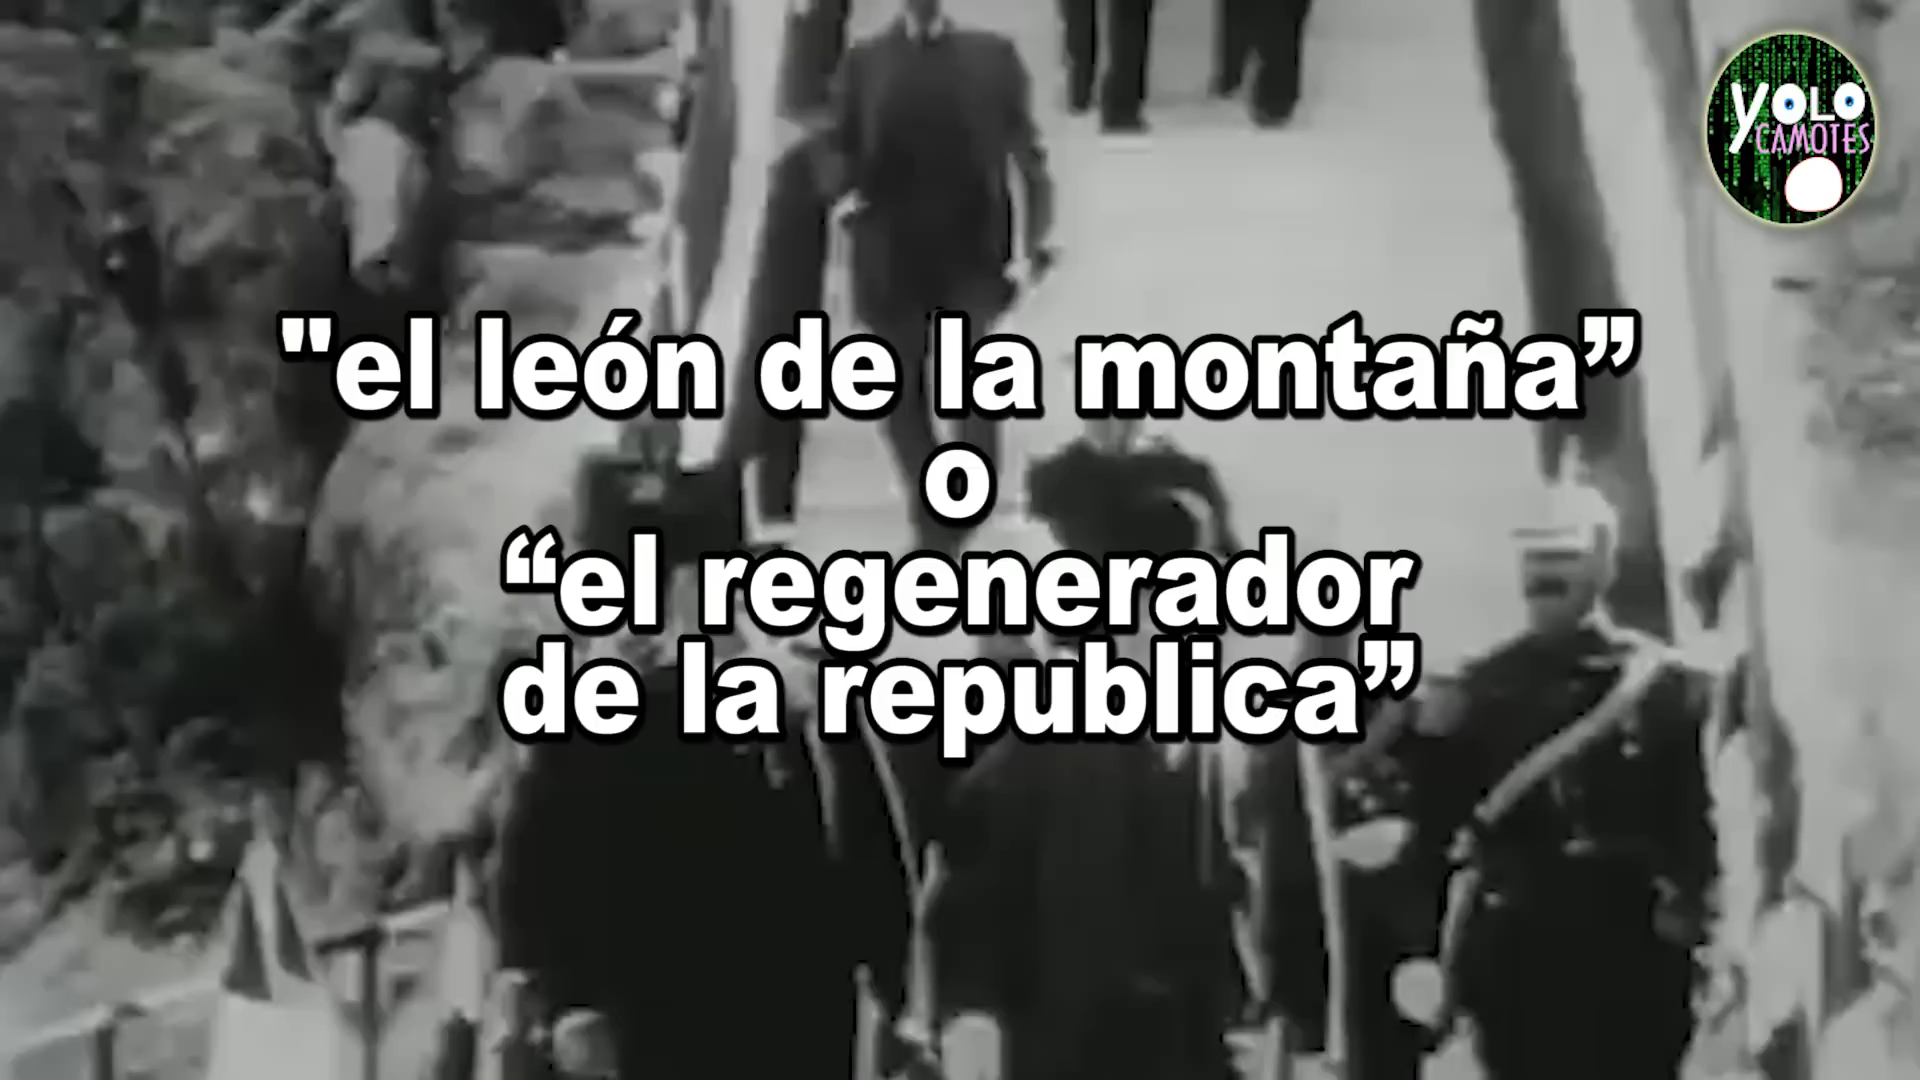 YOLO
CAMOTES
"el león de la montaña”
o
“el regenerador
de la republica”